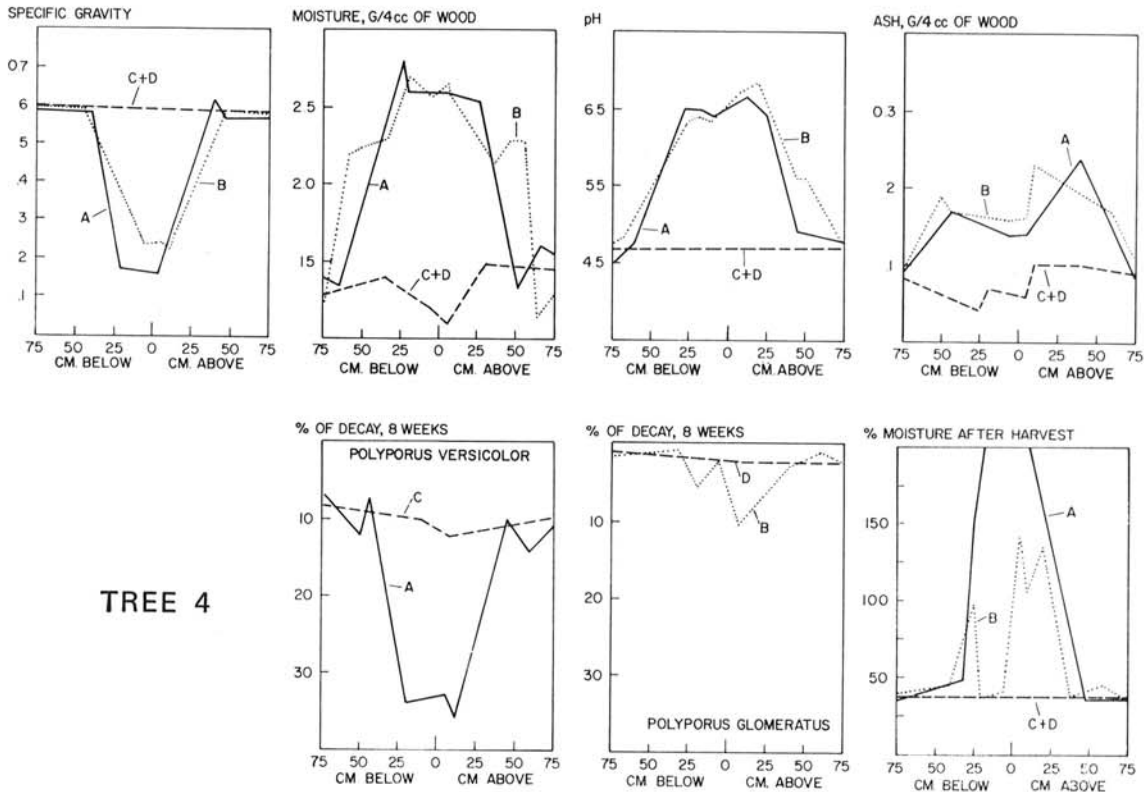 SPECIFIC GRAVITY
07
.6
.5
.4
.3
.2
.1
C+D
A
B
75 50 25 0 25 50 75
CM. BELOW CM. ABOVE
MOISTURE, G/4 cc OF WOOD
2.5
2.0
1.5
B
A
C+D
75 50 25 0 25 50 75
CM. BELOW CM. ABOVE
pH
6.5
5.5
4.5
B
A
C+D
75 50 25 0 25 50 75
CM. BELOW CM. ABOVE
ASH, G/4 cc OF WOOD
0.3
.2
.1
A
B
C+D
75 50 25 0 25 50 75
CM. BELOW CM. ABOVE
TREE 4
% OF DECAY, 8 WEEKS
POLYPORUS VERSICOLOR
10
20
30
C
A
75 50 25 0 25 50 75
CM BELOW CM. ABOVE
% OF DECAY, 8 WEEKS
10
20
30
D
B
POLYPORUS GLOMERATUS
75 50 25 0 25 50 75
CM. BELOW CM. ABOVE
% MOISTURE AFTER HARVEST
150
100
50
A
B
C+D
75 50 25 0 25 50 75
CM BELOW CM. ABOVE